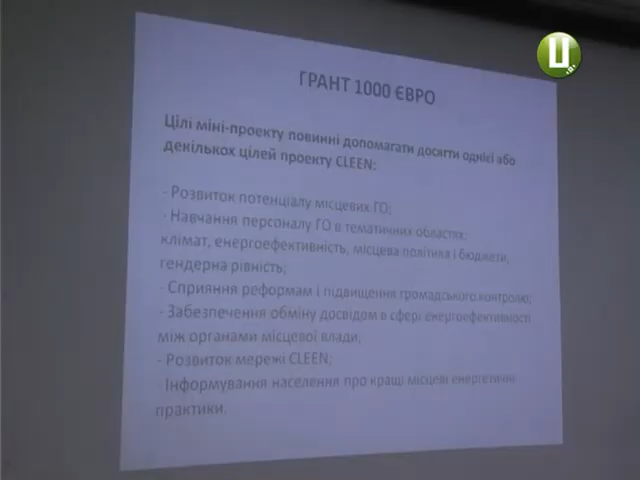 Ц
ГРАНТ 1000 ЄВРО
Цілі міні-проекту повинні допомагати досягти однієї або
декількох цілей проекту CLEEN:
- Розвиток потенціалу місцевих ГО;
- Навчання персоналу ГО в тематичних областях:
клімат, енергоефективність, місцева політика і бюджети,
гендерна рівність;
- Сприяння реформам і підвищення громадського контролю;
- Забезпечення обміну досвідом в сфері енергоефективності
між органами місцевої влади;
- Розвиток мережі CLEEN;
- Інформування населення про кращі місцеві енергетичні
практики.